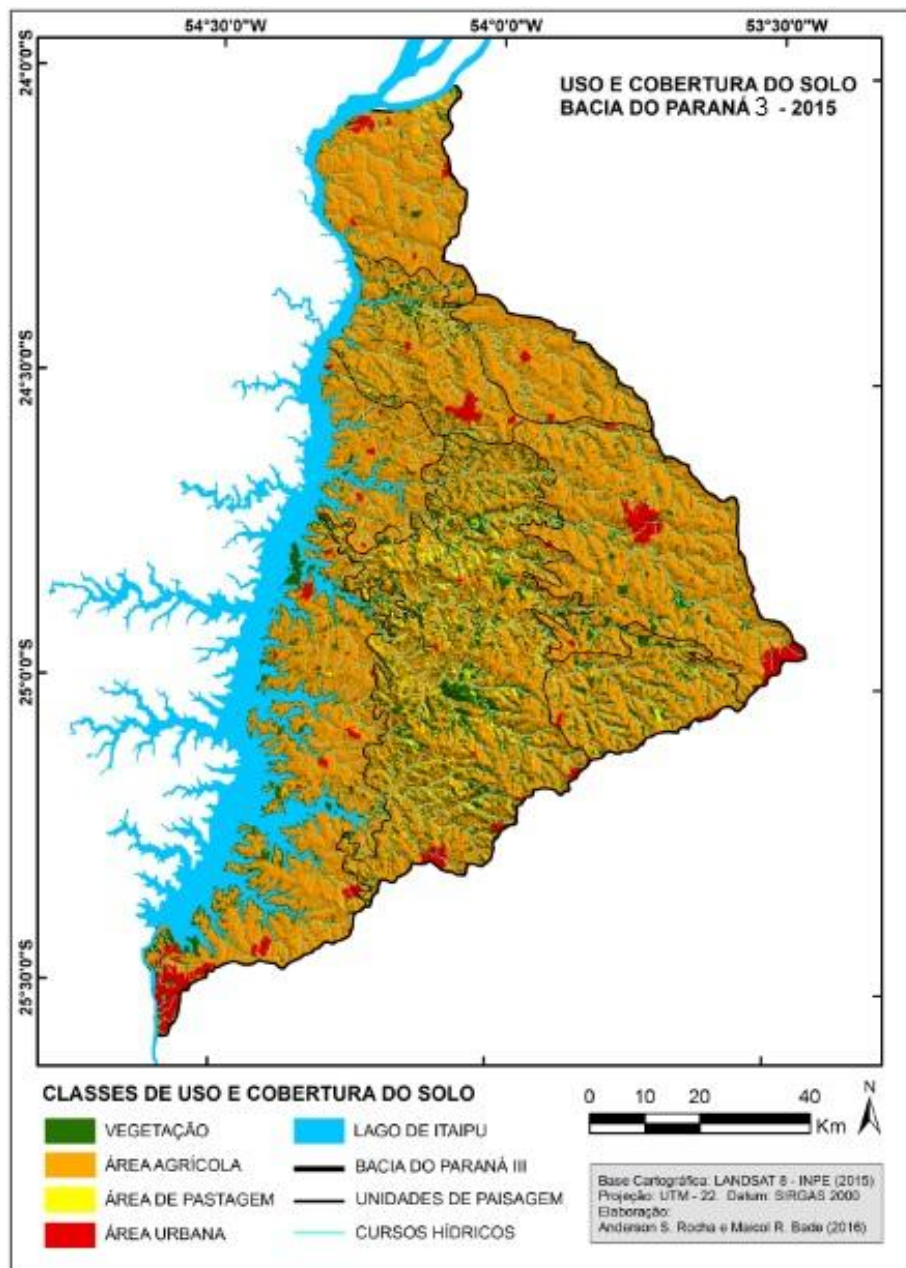 54°30'0"W 54°0'0"W 53°30'0"W
24°0'0"S
USO E COBERTURA DO SOLO
BACIA DO PARANÁ 3 - 2015
24°30'0"S
25°0'0"S
25°30'0"S
CLASSES DE USO E COBERTURA DO SOLO
VEGETAÇÃO
ÁREA AGRÍCOLA
ÁREA DE PASTAGEM
ÁREA URBANA
LAGO DE ITAIPU
BACIA DO PARANÁ III
UNIDADES DE PAISAGEM
CURSOS HÍDRICOS
0 10 20 40
Km
N
Base Cartográfica: LANDSAT 8 - INPE (2015)
Projeção: UTM - 22. Datum: SIRGAS 2000
Elaboração:
Anderson S. Rocha e Maicol R. Bade (2016)